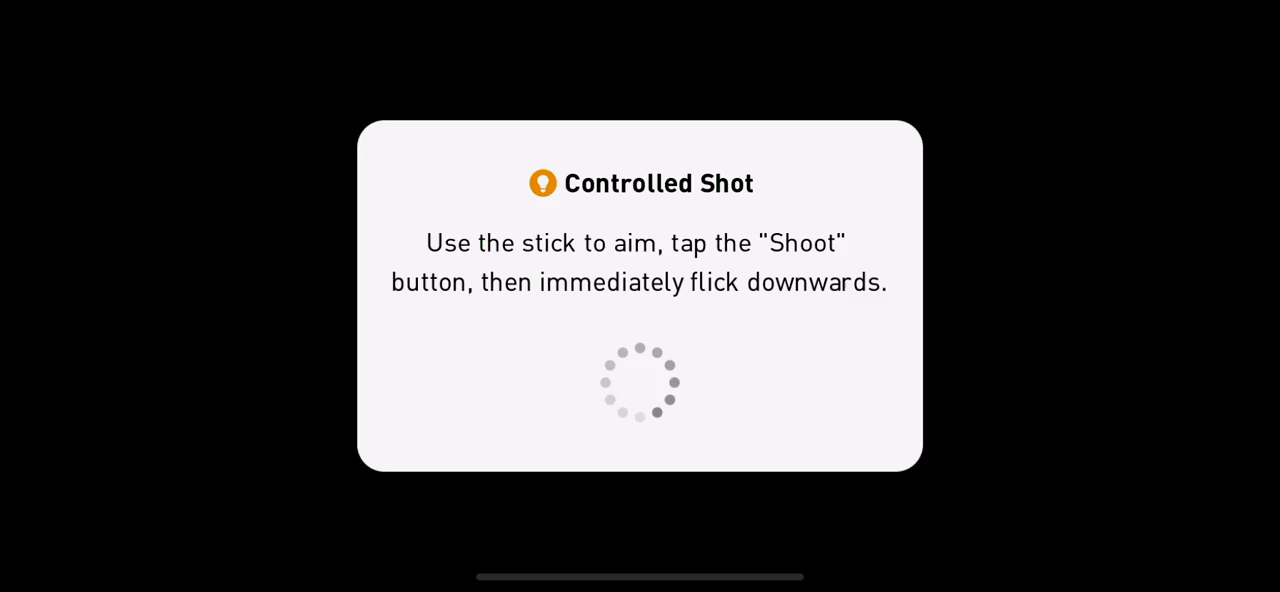 Controlled Shot
Use the stick to aim, tap the "Shoot"
button, then immediately flick downwards.